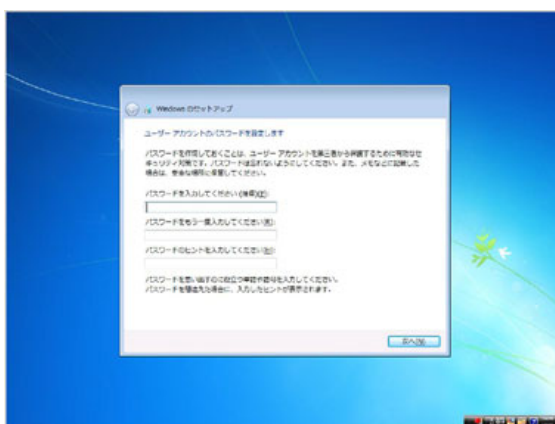 Windows のセットアップ
ユーザー アカウントのパスワードを設定します
パスワードを作成しておくことは、ユーザー アカウントを第三者から保護するために有効なセ
キュリティ対策です。パスワードは忘れないようにしてください。また、メモなどに記載した
場合は、安全な場所に保管してください。
パスワードを入力してください(推奨)(P):
パスワードをもう一度入力してください(R):
パスワードのヒントを入力してください(H):
パスワードを思い出すのに役立つ単語や語句を入力してください。
パスワードを間違えた場合に、入力したヒントが表示されます。
次へ(N)